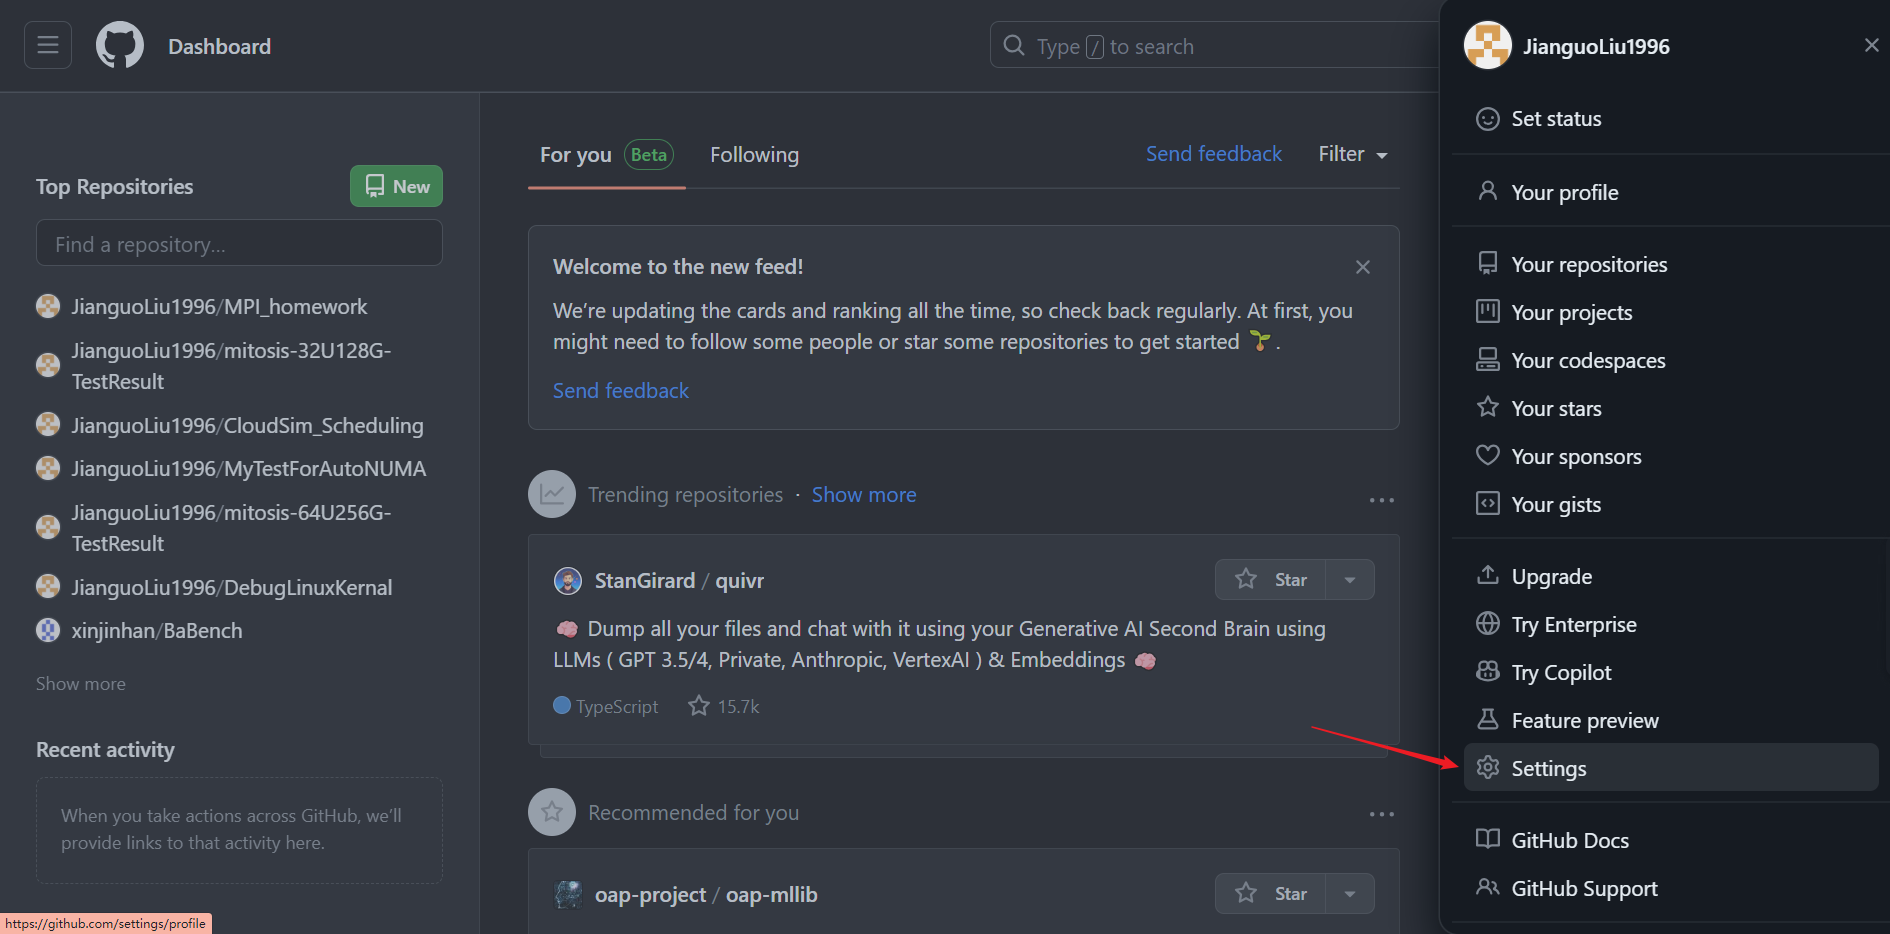 Dashboard
Type / to search
Top Repositories
New
Find a repository...
JianguoLiu1996/MPI_homework
JianguoLiu1996/mitosis-32U128G-
TestResult
JianguoLiu1996/CloudSim_Scheduling
JianguoLiu1996/MyTestForAutoNUMA
JianguoLiu1996/mitosis-64U256G-
TestResult
JianguoLiu1996/DebugLinuxKernal
xinjinhan/BaBench
Show more
Recent activity
When you take actions across GitHub, we’ll
provide links to that activity here.
https://github.com/settings/profile
For you Beta Following Send feedback Filter
Welcome to the new feed!
We’re updating the cards and ranking all the time, so check back regularly. At first, you
might need to follow some people or star some repositories to get started 🌱 .
Send feedback
Trending repositories · Show more
StanGirard / quivr
Star
🧠 Dump all your files and chat with it using your Generative AI Second Brain using
LLMs ( GPT 3.5/4, Private, Anthropic, VertexAI ) & Embeddings 🧠
TypeScript 15.7k
Recommended for you
oap-project / oap-mllib
Star
JianguoLiu1996
Set status
Your profile
Your repositories
Your projects
Your codespaces
Your stars
Your sponsors
Your gists
Upgrade
Try Enterprise
Try Copilot
Feature preview
Settings
GitHub Docs
GitHub Support